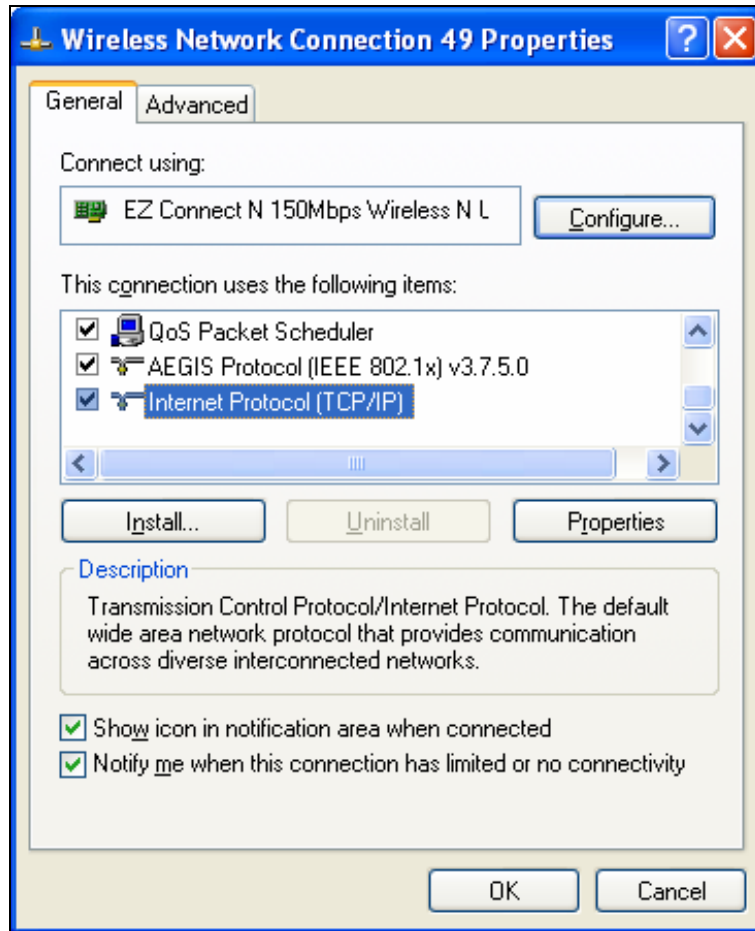 Wireless Network Connection 49 Properties
General
Advanced
Connect using:
EZ Connect N 150Mbps Wireless N
Configure...
This connection uses the following items:
QoS Packet Scheduler
AEGIS Protocol (IEEE 802.1x) v3.7.5.0
Internet Protocol (TCP/IP)
Install...
Uninstall
Properties
Description
Transmission Control Protocol/Internet Protocol. The default
wide area network protocol that provides communication
across diverse interconnected networks.
Show icon in notification area when connected
Notify me when this connection has limited or no connectivity
OK
Cancel